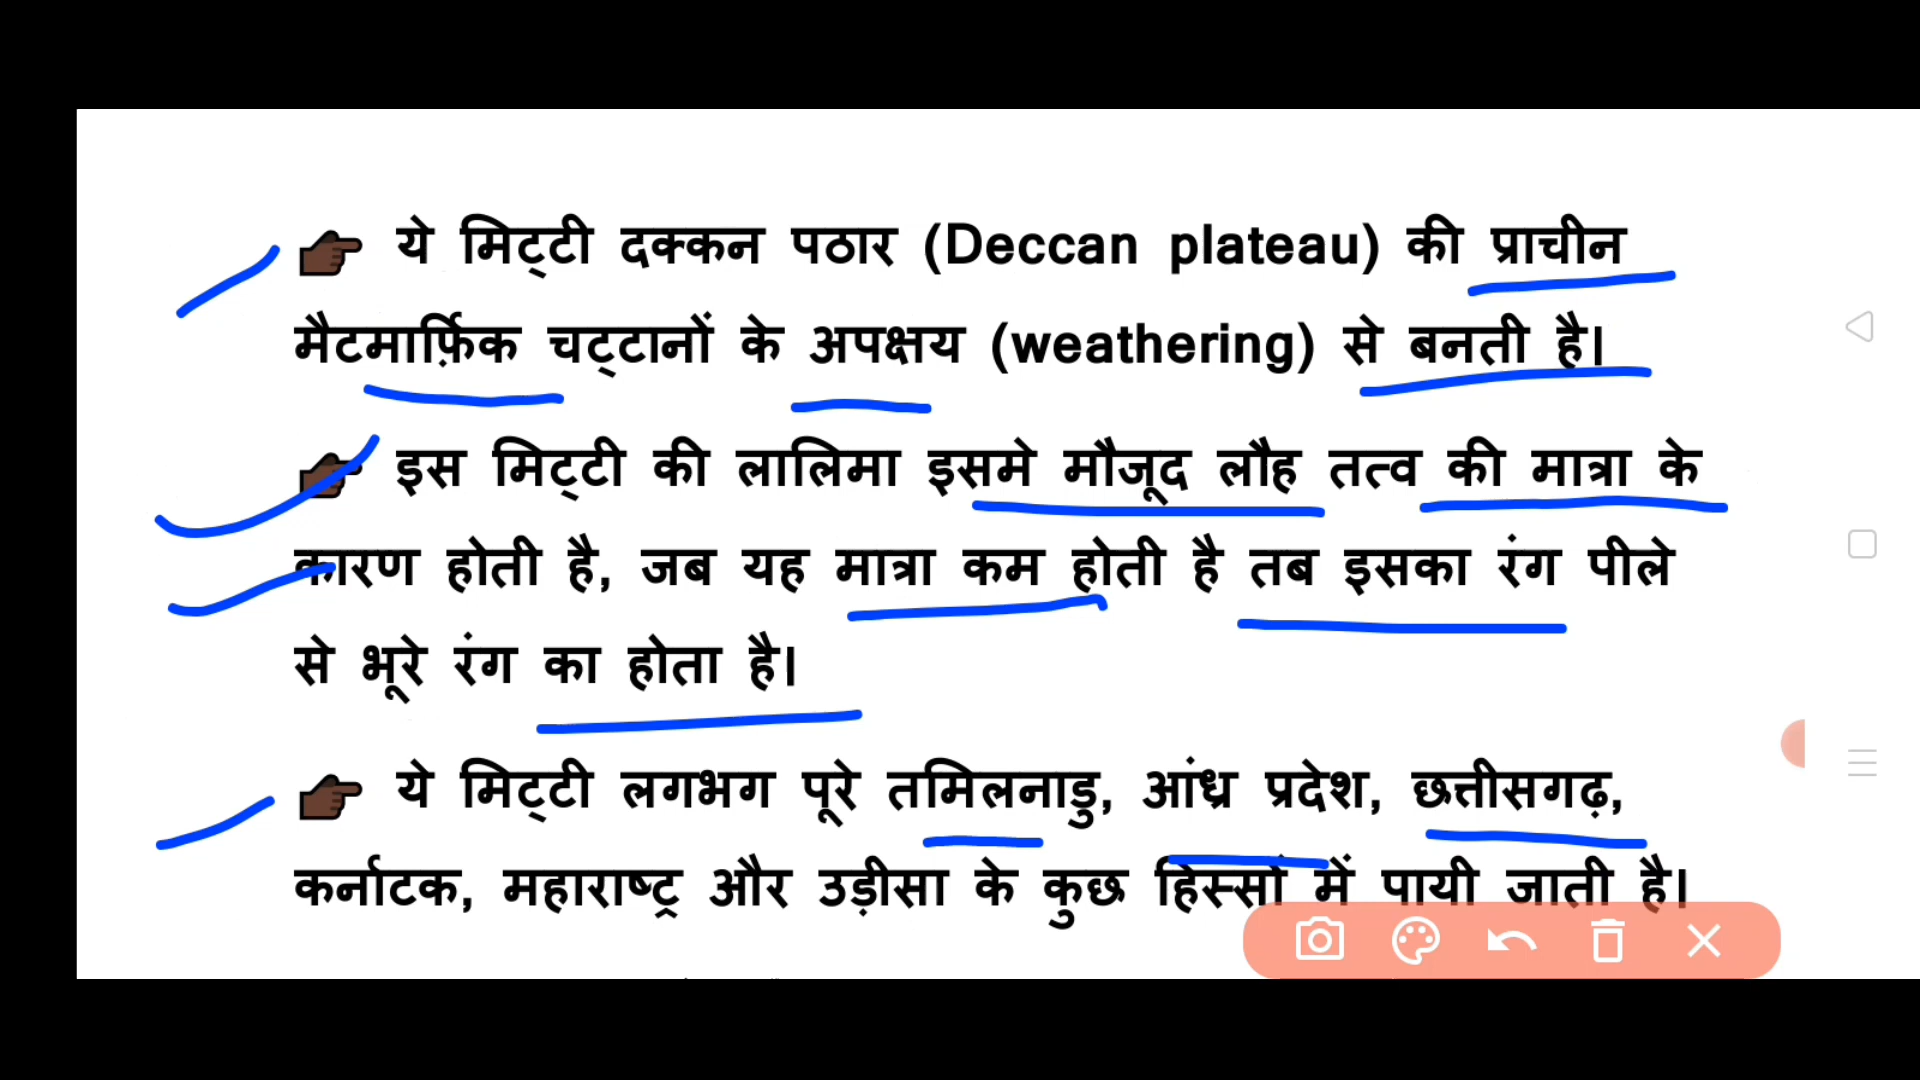 ये मिट्टी दक्कन पठार (Deccan plateau) की प्राचीन
मैटमार्फ़िक चट्टानों के अपक्षय (weathering) से बनती है।
इस मिट्टी की लालिमा इसमे मौजूद लौह तत्व की मात्रा के
कारण होती है, जब यह मात्रा कम होती है तब इसका रंग पीले
से भूरे रंग का होता है।
ये मिट्टी लगभग पूरे तमिलनाडु, आंध्र प्रदेश, छत्तीसगढ़,
कर्नाटक, महाराष्ट्र और उड़ीसा के कुछ हिस्सों में पायी जाती है।